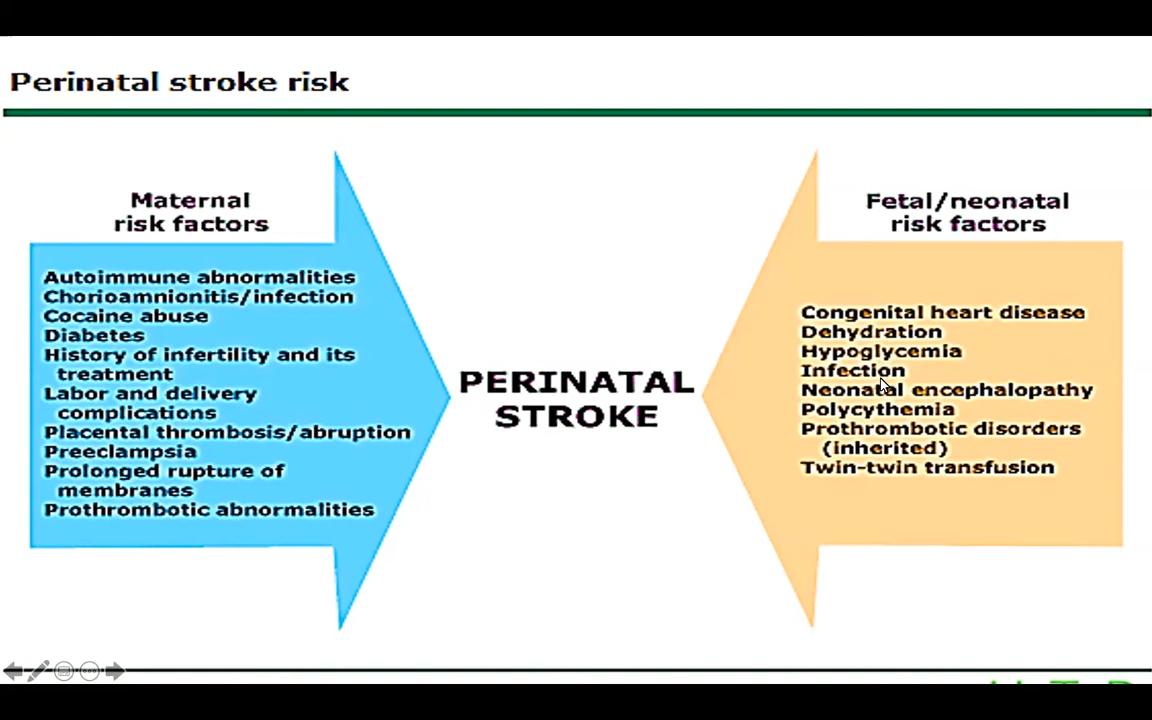 Perinatal stroke risk
Maternal
risk factors
Autoimmune abnormalities
Chorioamnionitis/infection
Cocaine abuse
Diabetes
History of infertility and its
treatment
Labor and delivery
complications
Placental thrombosis/abruption
Preeclampsia
Prolonged rupture of
membranes
Prothrombotic abnormalities
PERINATAL
STROKE
Fetal/neonatal
risk factors
Congenital heart disease
Dehydration
Hypoglycemia
Infection
Neonatal encephalopathy
Polycythemia
Prothrombotic disorders
(inherited)
Twin-twin transfusion